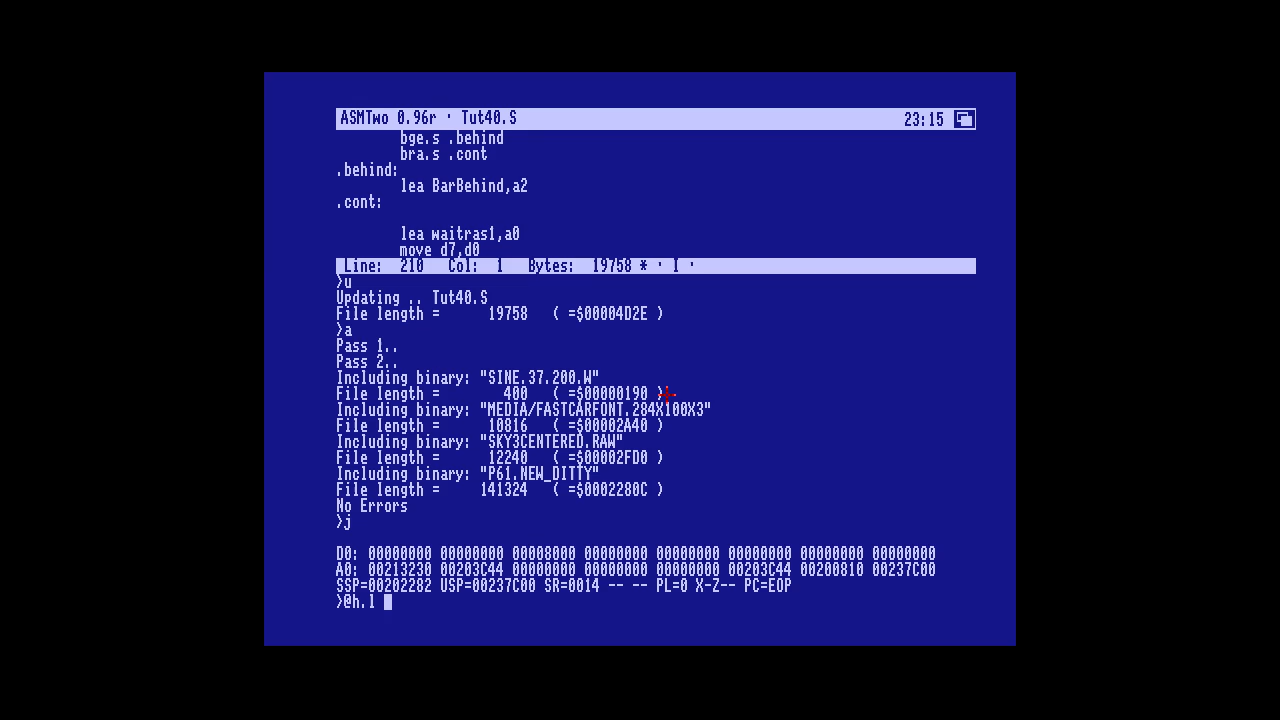 ASMTwo 0.96r · Tut40.S 23:15
bge.s .behind
bra.s .cont
.behind:
lea BarBehind,a2
.cont:
lea waitras1,a0
move d7,d0
Line: 210 Col: 1 Bytes: 19758 * · I ·
>u
Updating .. Tut40.S
File length = 19758 ( =$00004D2E )
>a
Pass 1..
Pass 2..
Including binary: "SINE.37.200.W"
File length = 400 ( =$00000190 )
Including binary: "MEDIA/FASTCARFONT.284X100X3"
File length = 10816 ( =$00002A40 )
Including binary: "SKY3CENTERED.RAW"
File length = 12240 ( =$00002FD0 )
Including binary: "P61.NEW_DITTY"
File length = 141324 ( =$0002280C )
No Errors
>j
D0: 00000000 00000000 00008000 00000000 00000000 00000000 00000000 00000000
A0: 00213230 00203C44 00000000 00000000 00000000 00203C44 00200810 00237C00
SSP=00202282 USP=00237C00 SR=0014 -- -- PL=0 X-Z-- PC=EOP
>@h.l